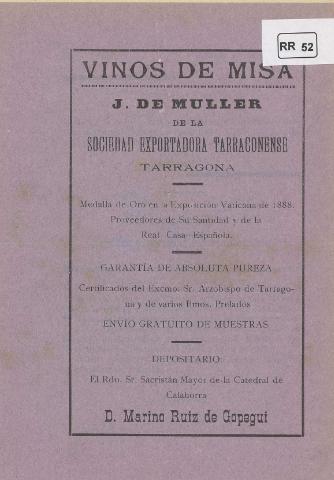 RR 52
VINOS DE MISA
J. DE MULLER
DE LA
SOCIEDAD EXPORTADORA TARRACONENSE
TARRAGONA
Medalla de Oro en la Exposición Vaticana de 1888.
Proveedores de Su Santidad y de la
Real Casa Española.
GARANTÍA DE ABSOLUTA PUREZA
Certificados del Excmo. Sr. Arzobispo de Tarrago-
na y de varios Iltmos. Prelados
ENVÍO GRATUITO DE MUESTRAS
DEPOSITARIO:
El Rdo. Sr. Sacristán Mayor de la Catedral de
Calahorra
D. Marino Ruiz de Gopegui